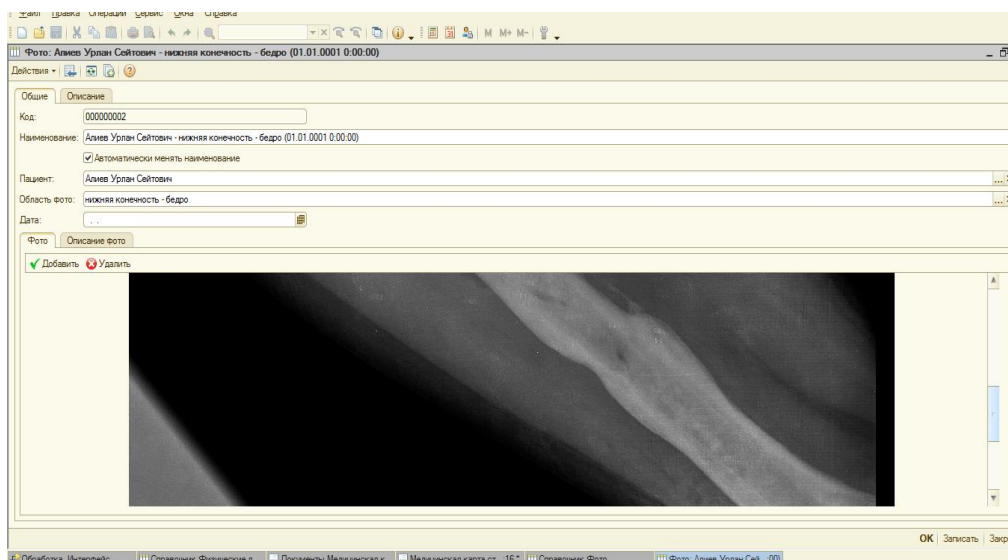 Файл Правка Операции Сервис Окна Справка
M M+ M-
Фото: Алиев Урлан Сейтович - нижняя конечность - бедро (01.01.0001 0:00:00)
Действия
Общие Описание
Код: 000000002
Наименование: Алиев Урлан Сейтович - нижняя конечность - бедро (01.01.0001 0:00:00)
Автоматически менять наименование
Пациент: Алиев Урлан Сейтович ...
Область фото: нижняя конечность - бедро ...
Дата: . .
Фото Описание фото
Добавить Удалить
OK Записать
Обработка Интерфейс Справочник Физические л... Документы Медицинская к... Медицинская карта ст...:16 * Справочник Фото Фото: Алиев Урлан Сей...:00)